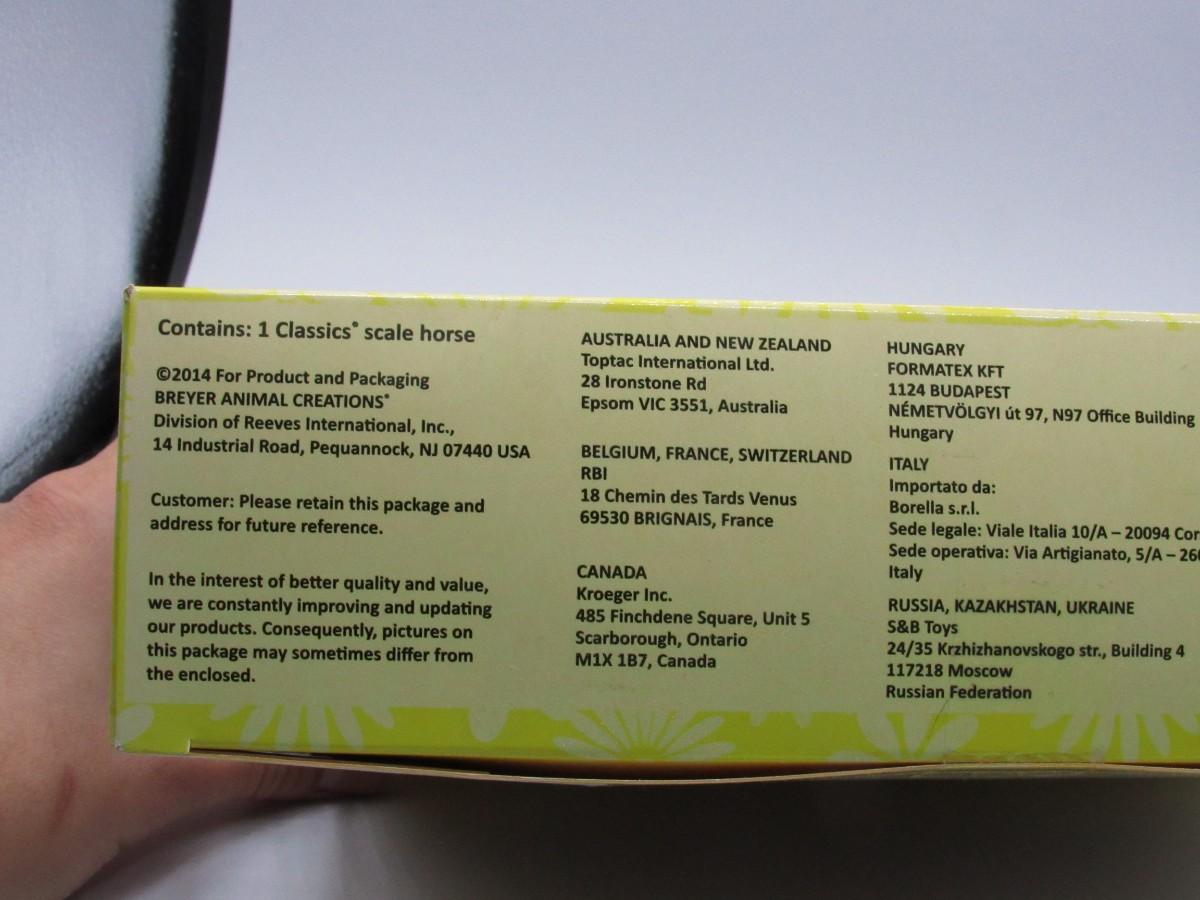 Contains: 1 Classics® scale horse
©2014 For Product and Packaging
BREYER ANIMAL CREATIONS®
Division of Reeves International, Inc.,
14 Industrial Road, Pequannock, NJ 07440 USA
Customer: Please retain this package and
address for future reference.
In the interest of better quality and value,
we are constantly improving and updating
our products. Consequently, pictures on
this package may sometimes differ from
the enclosed.
AUSTRALIA AND NEW ZEALAND
Toptac International Ltd.
28 Ironstone Rd
Epsom VIC 3551, Australia
BELGIUM, FRANCE, SWITZERLAND
RBI
18 Chemin des Tards Venus
69530 BRIGNAIS, France
CANADA
Kroeger Inc.
485 Finchdene Square, Unit 5
Scarborough, Ontario
M1X 1B7, Canada
HUNGARY
FORMATEX KFT
1124 BUDAPEST
NÉMETVÖLGYI út 97, N97 Office Building
Hungary
ITALY
Importato da:
Borella s.r.l.
Sede legale: Viale Italia 10/A – 20094
Sede operativa: Via Artigianato, 5/A –
Italy
RUSSIA, KAZAKHSTAN, UKRAINE
S&B Toys
24/35 Krzhizhanovskogo str., Building 4
117218 Moscow
Russian Federation